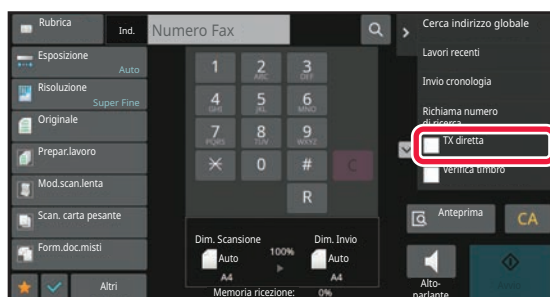 Rubrica
Ind.
Numero Fax
Esposizione
Auto
Risoluzione
Super Fine
Originale
Prepar.lavoro
Mod.scan.lenta
Scan. carta pesante
Form.doc.misti
Altri
1
2
ABC
3
DEF
4
GHI
5
JKL
6
MNO
7
PQRS
8
TUV
9
WXYZ
0
#
C
R
Dim. Scansione
Auto
A4
100%
Dim. Invio
Auto
A4
Memoria ricezione: 0%
Cerca indirizzo globale
Lavori recenti
Invio cronologia
Richiama numero
di ricerca
TX diretta
Verifica timbro
Anteprima
CA
Alto-
parlante